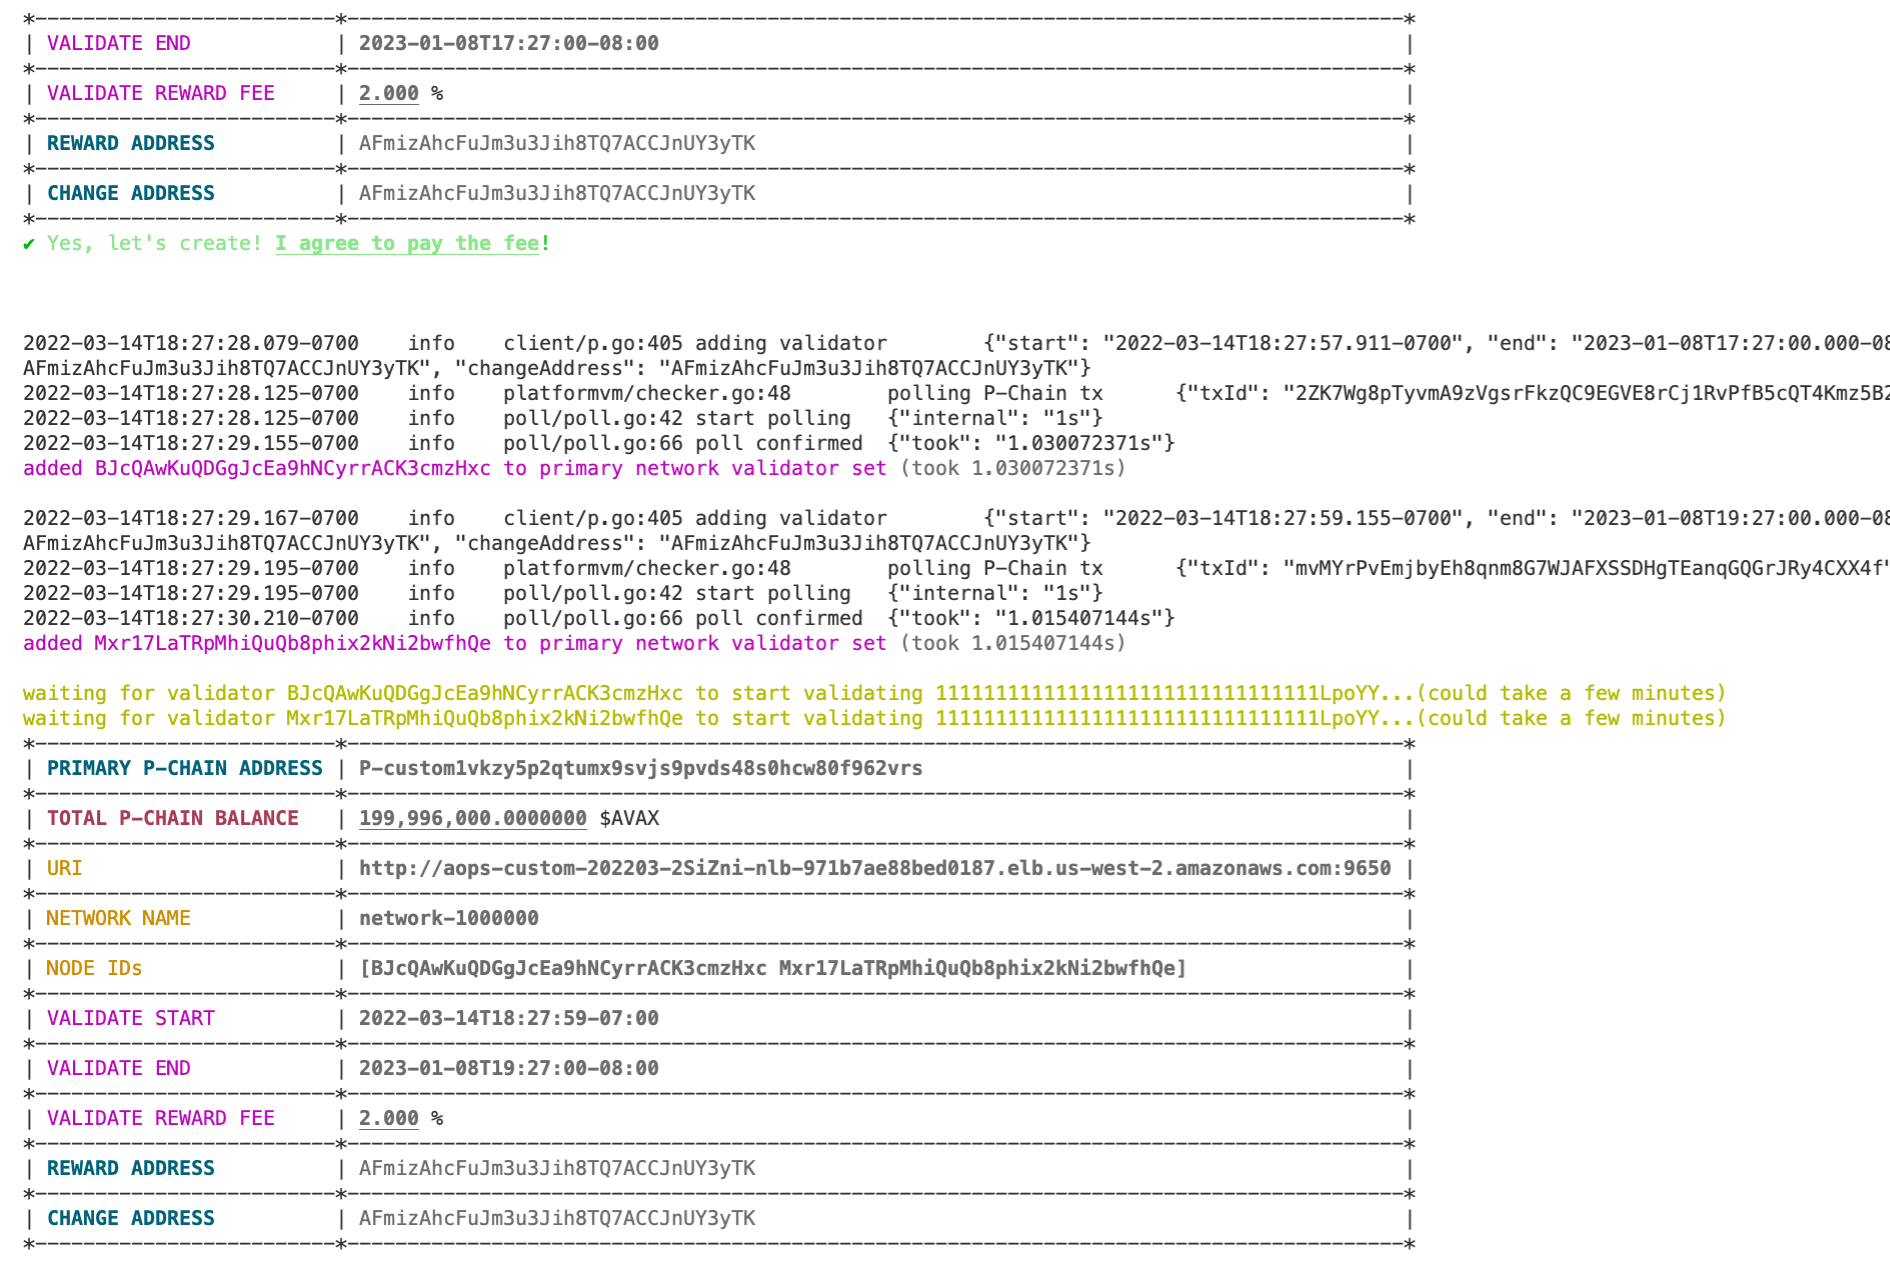 *------------------------*----------------------------------------------------------------------------------------*
| VALIDATE END | 2023-01-08T17:27:00-08:00 |
*------------------------*----------------------------------------------------------------------------------------*
| VALIDATE REWARD FEE | 2.000 % |
*------------------------*----------------------------------------------------------------------------------------*
| REWARD ADDRESS | AFmizAhcFuJm3u3Jih8TQ7ACCJnUY3yTK |
*------------------------*----------------------------------------------------------------------------------------*
| CHANGE ADDRESS | AFmizAhcFuJm3u3Jih8TQ7ACCJnUY3yTK |
*------------------------*----------------------------------------------------------------------------------------*
✔ Yes, let's create! I agree to pay the fee!
2022-03-14T18:27:28.079-0700 info client/p.go:405 adding validator {"start": "2022-03-14T18:27:57.911-0700", "end": "2023-01-08T17:27:00.000-08
AFmizAhcFuJm3u3Jih8TQ7ACCJnUY3yTK", "changeAddress": "AFmizAhcFuJm3u3Jih8TQ7ACCJnUY3yTK"}
2022-03-14T18:27:28.125-0700 info platformvm/checker.go:48 polling P-Chain tx {"txId": "2ZK7Wg8pTyvmA9zVgsrFkzQC9EGVE8rCj1RvPfB5cQT4Kmz5B2
2022-03-14T18:27:28.125-0700 info poll/poll.go:42 start polling {"internal": "1s"}
2022-03-14T18:27:29.155-0700 info poll/poll.go:66 poll confirmed {"took": "1.030072371s"}
added BJcQAwKuQDGgJcEa9hNCyrrACK3cmzHxc to primary network validator set (took 1.030072371s)
2022-03-14T18:27:29.167-0700 info client/p.go:405 adding validator {"start": "2022-03-14T18:27:59.155-0700", "end": "2023-01-08T19:27:00.000-08
AFmizAhcFuJm3u3Jih8TQ7ACCJnUY3yTK", "changeAddress": "AFmizAhcFuJm3u3Jih8TQ7ACCJnUY3yTK"}
2022-03-14T18:27:29.195-0700 info platformvm/checker.go:48 polling P-Chain tx {"txId": "mvMYrPvEmjbyEh8qnm8G7WJAFXSSDHgTEanqGQGrJRy4CXX4f"
2022-03-14T18:27:29.195-0700 info poll/poll.go:42 start polling {"internal": "1s"}
2022-03-14T18:27:30.210-0700 info poll/poll.go:66 poll confirmed {"took": "1.015407144s"}
added Mxr17LaTRpMhiQuQb8phix2kNi2bwfhQe to primary network validator set (took 1.015407144s)
waiting for validator BJcQAwKuQDGgJcEa9hNCyrrACK3cmzHxc to start validating 11111111111111111111111111111111LpoYY...(could take a few minutes)
waiting for validator Mxr17LaTRpMhiQuQb8phix2kNi2bwfhQe to start validating 11111111111111111111111111111111LpoYY...(could take a few minutes)
*------------------------*----------------------------------------------------------------------------------------*
| PRIMARY P-CHAIN ADDRESS | P-custom1vkzy5p2qtumx9svjs9pvds48s0hcw80f962vrs |
*------------------------*----------------------------------------------------------------------------------------*
| TOTAL P-CHAIN BALANCE | 199,996,000.0000000 $AVAX |
*------------------------*----------------------------------------------------------------------------------------*
| URI | http://aops-custom-202203-2SiZni-nlb-971b7ae88bed0187.elb.us-west-2.amazonaws.com:9650 |
*------------------------*----------------------------------------------------------------------------------------*
| NETWORK NAME | network-1000000 |
*------------------------*----------------------------------------------------------------------------------------*
| NODE IDs | [BJcQAwKuQDGgJcEa9hNCyrrACK3cmzHxc Mxr17LaTRpMhiQuQb8phix2kNi2bwfhQe] |
*------------------------*----------------------------------------------------------------------------------------*
| VALIDATE START | 2022-03-14T18:27:59-07:00 |
*------------------------*----------------------------------------------------------------------------------------*
| VALIDATE END | 2023-01-08T19:27:00-08:00 |
*------------------------*----------------------------------------------------------------------------------------*
| VALIDATE REWARD FEE | 2.000 % |
*------------------------*----------------------------------------------------------------------------------------*
| REWARD ADDRESS | AFmizAhcFuJm3u3Jih8TQ7ACCJnUY3yTK |
*------------------------*----------------------------------------------------------------------------------------*
| CHANGE ADDRESS | AFmizAhcFuJm3u3Jih8TQ7ACCJnUY3yTK |
*------------------------*----------------------------------------------------------------------------------------*